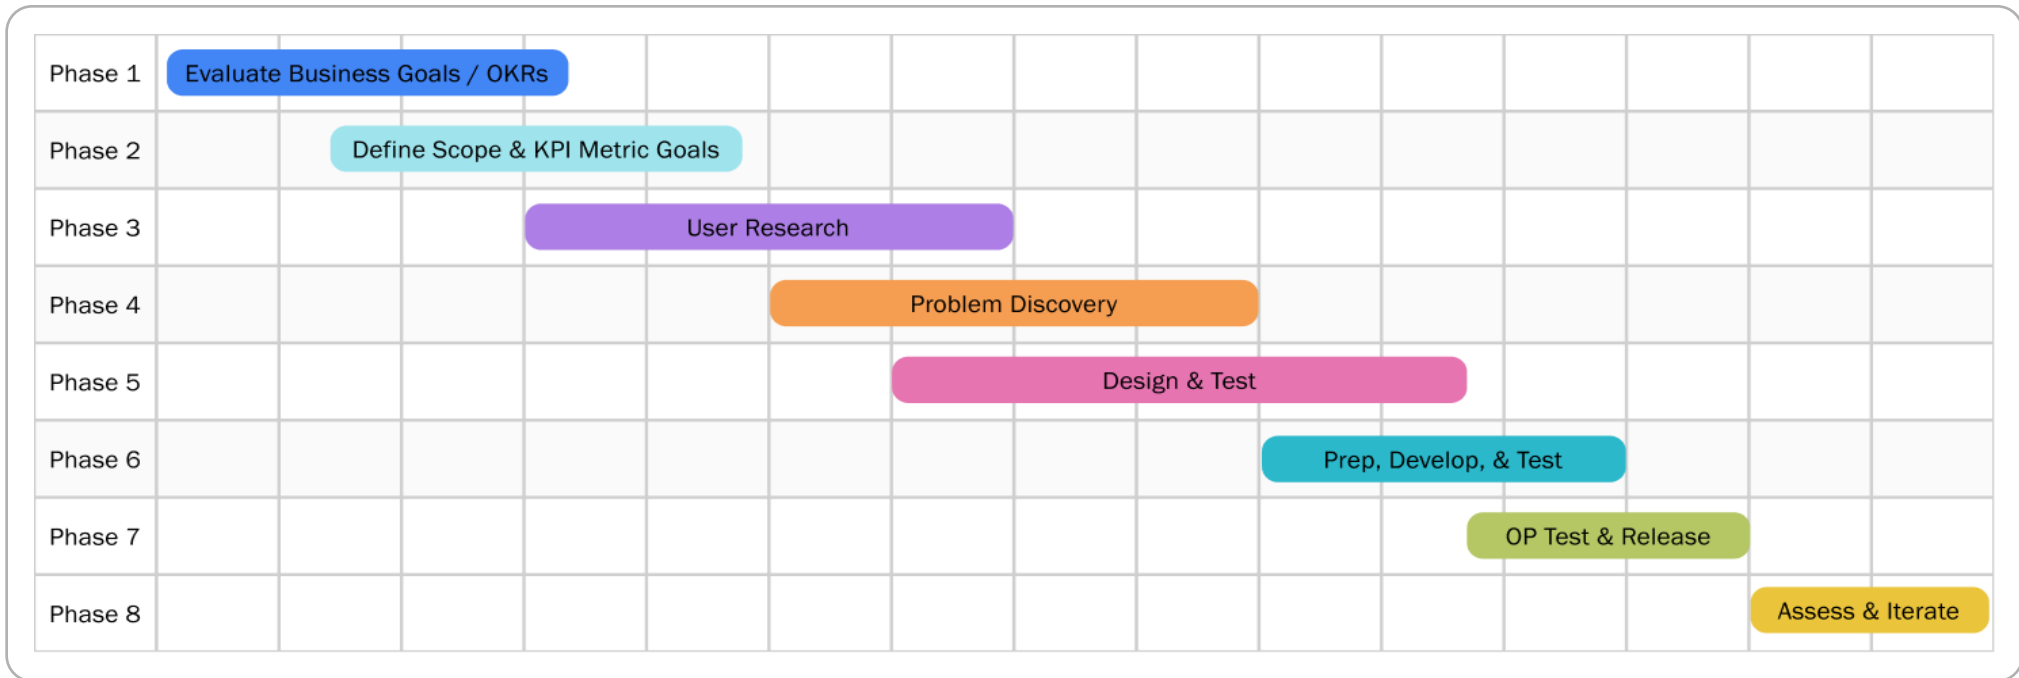 Phase 1 Evaluate Business Goals / OKRs
Phase 2 Define Scope & KPI Metric Goals
Phase 3 User Research
Phase 4 Problem Discovery
Phase 5 Design & Test
Phase 6 Prep, Develop, & Test
Phase 7 OP Test & Release
Phase 8 Assess & Iterate